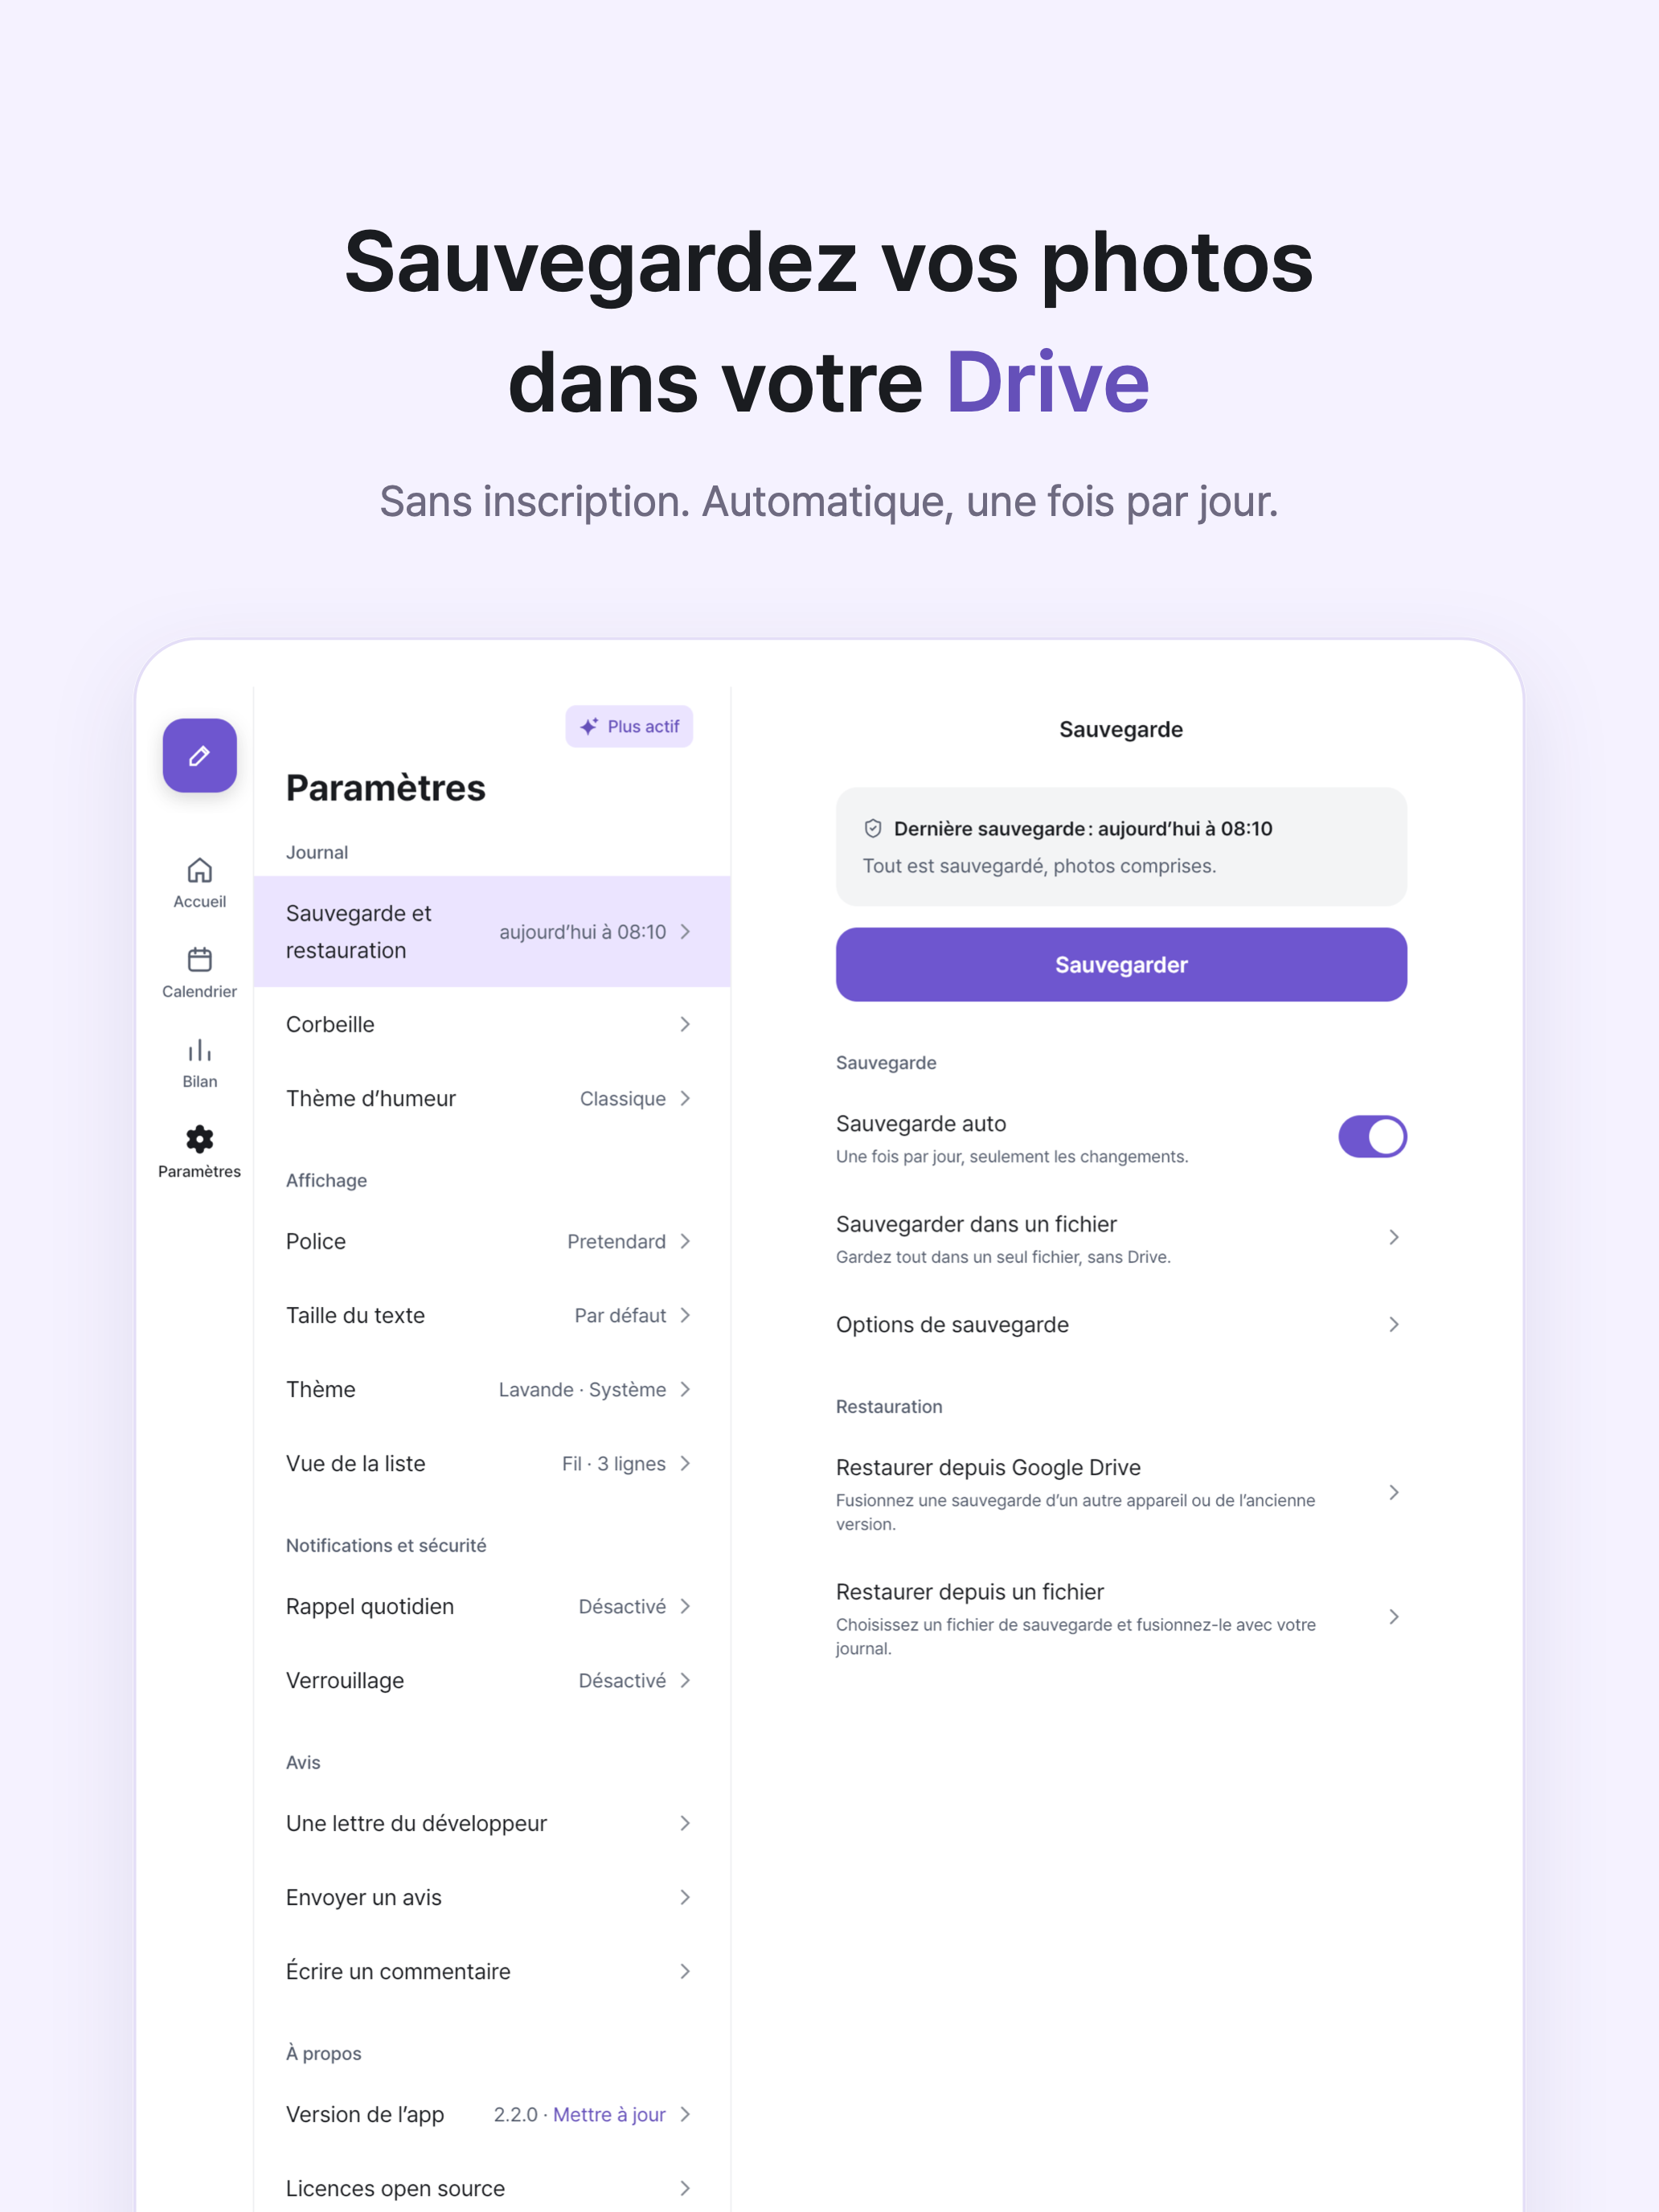 Sauvegardez vos photos
dans votre Drive
Sans inscription. Automatique, une fois par jour.
Accueil
Calendrier
Bilan
Paramètres
Plus actif
Paramètres
Journal
Sauvegarde et
restauration
aujourd’hui à 08:10
Corbeille
Thème d’humeur
Classique
Affichage
Police
Pretendard
Taille du texte
Par défaut
Thème
Lavande · Système
Vue de la liste
Fil · 3 lignes
Notifications et sécurité
Rappel quotidien
Désactivé
Verrouillage
Désactivé
Avis
Une lettre du développeur
Envoyer un avis
Écrire un commentaire
À propos
Version de l’app
2.2.0 · Mettre à jour
Licences open source
Sauvegarde
Dernière sauvegarde : aujourd’hui à 08:10
Tout est sauvegardé, photos comprises.
Sauvegarder
Sauvegarde
Sauvegarde auto
Une fois par jour, seulement les changements.
Sauvegarder dans un fichier
Gardez tout dans un seul fichier, sans Drive.
Options de sauvegarde
Restauration
Restaurer depuis Google Drive
Fusionnez une sauvegarde d’un autre appareil ou de l’ancienne
version.
Restaurer depuis un fichier
Choisissez un fichier de sauvegarde et fusionnez-le avec votre
journal.